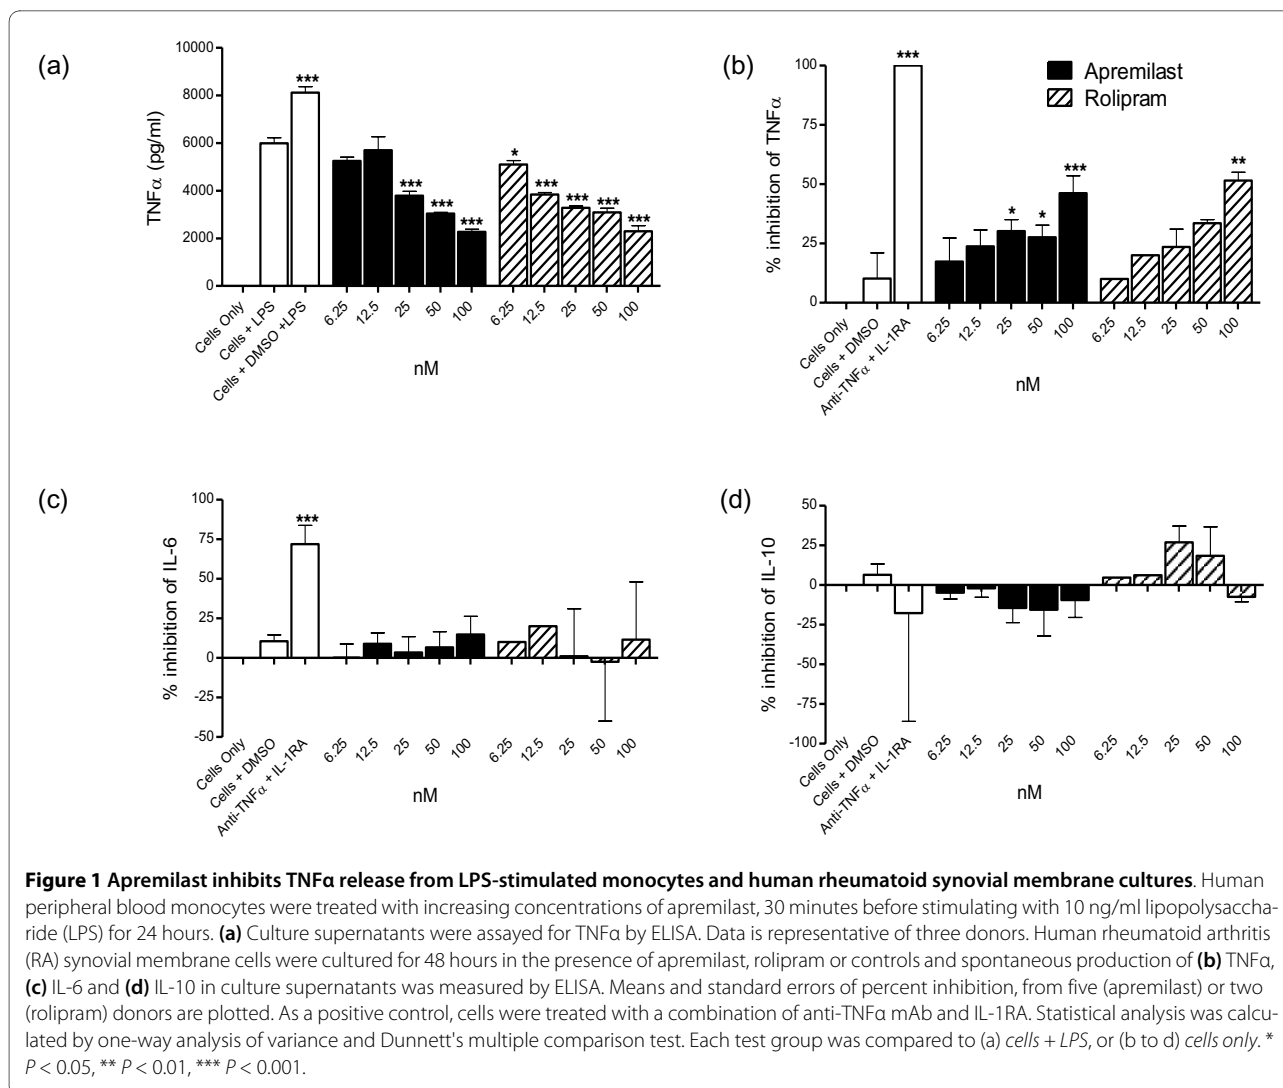 (a)
TNFα (pg/ml)
10000
8000
6000
4000
2000
0
***
*** *** ***
* *** *** *** ***
Cells Only
Cells + LPS
Cells + DMSO +LPS
6.25 12.5 25 50 100
6.25 12.5 25 50 100
nM
(b)
% inhibition of TNFα
100
75
50
25
0
***
* * ***
**
Apremilast
Rolipram
Cells Only
Cells + DMSO
Anti-TNFα + IL-1RA
6.25 12.5 25 50 100
6.25 12.5 25 50 100
nM
(c)
% inhibition of IL-6
100
75
50
25
0
-25
-50
***
Cells Only
Cells + DMSO
Anti-TNFα + IL-1RA
6.25 12.5 25 50 100
6.25 12.5 25 50 100
nM
(d)
% inhibition of IL-10
50
25
0
-25
-50
-75
-100
Cells Only
Cells + DMSO
Anti-TNFα + IL-1RA
6.25 12.5 25 50 100
6.25 12.5 25 50 100
nM
Figure 1 Apremilast inhibits TNFα release from LPS-stimulated monocytes and human rheumatoid synovial membrane cultures. Human
peripheral blood monocytes were treated with increasing concentrations of apremilast, 30 minutes before stimulating with 10 ng/ml lipopolysaccha-
ride (LPS) for 24 hours. (a) Culture supernatants were assayed for TNFα by ELISA. Data is representative of three donors. Human rheumatoid arthritis
(RA) synovial membrane cells were cultured for 48 hours in the presence of apremilast, rolipram or controls and spontaneous production of (b) TNFα,
(c) IL-6 and (d) IL-10 in culture supernatants was measured by ELISA. Means and standard errors of percent inhibition, from five (apremilast) or two
(rolipram) donors are plotted. As a positive control, cells were treated with a combination of anti-TNFα mAb and IL-1RA. Statistical analysis was calcu-
lated by one-way analysis of variance and Dunnett's multiple comparison test. Each test group was compared to (a) cells + LPS, or (b to d) cells only. *
P < 0.05, ** P < 0.01, *** P < 0.001.